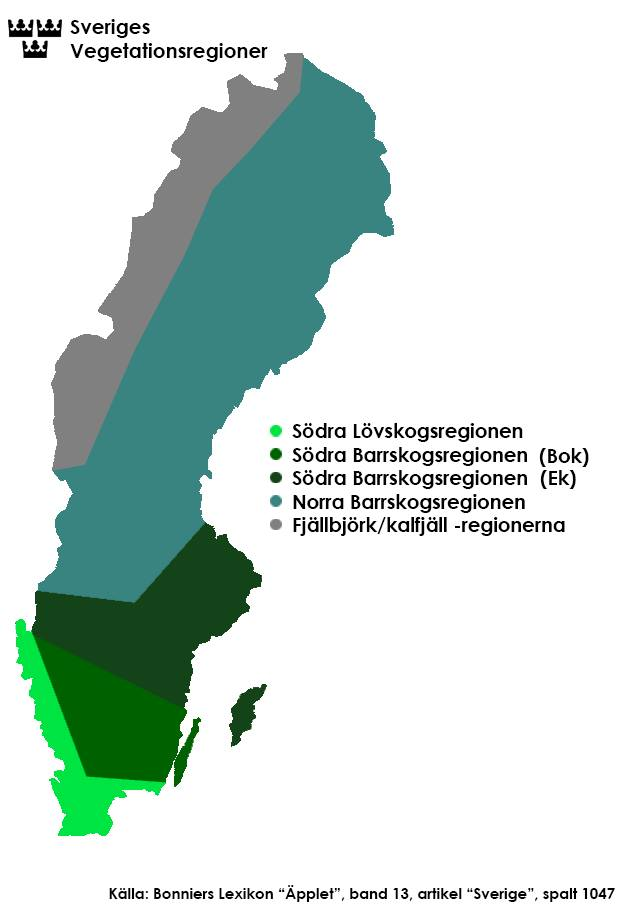 Sveriges
Vegetationsregioner
Södra Lövskogsregionen
Södra Barrskogsregionen (Bok)
Södra Barrskogsregionen (Ek)
Norra Barrskogsregionen
Fjällbjörk/kalfjäll -regionerna
Källa: Bonniers Lexikon “Äpplet”, band 13, artikel “Sverige”, spalt 1047